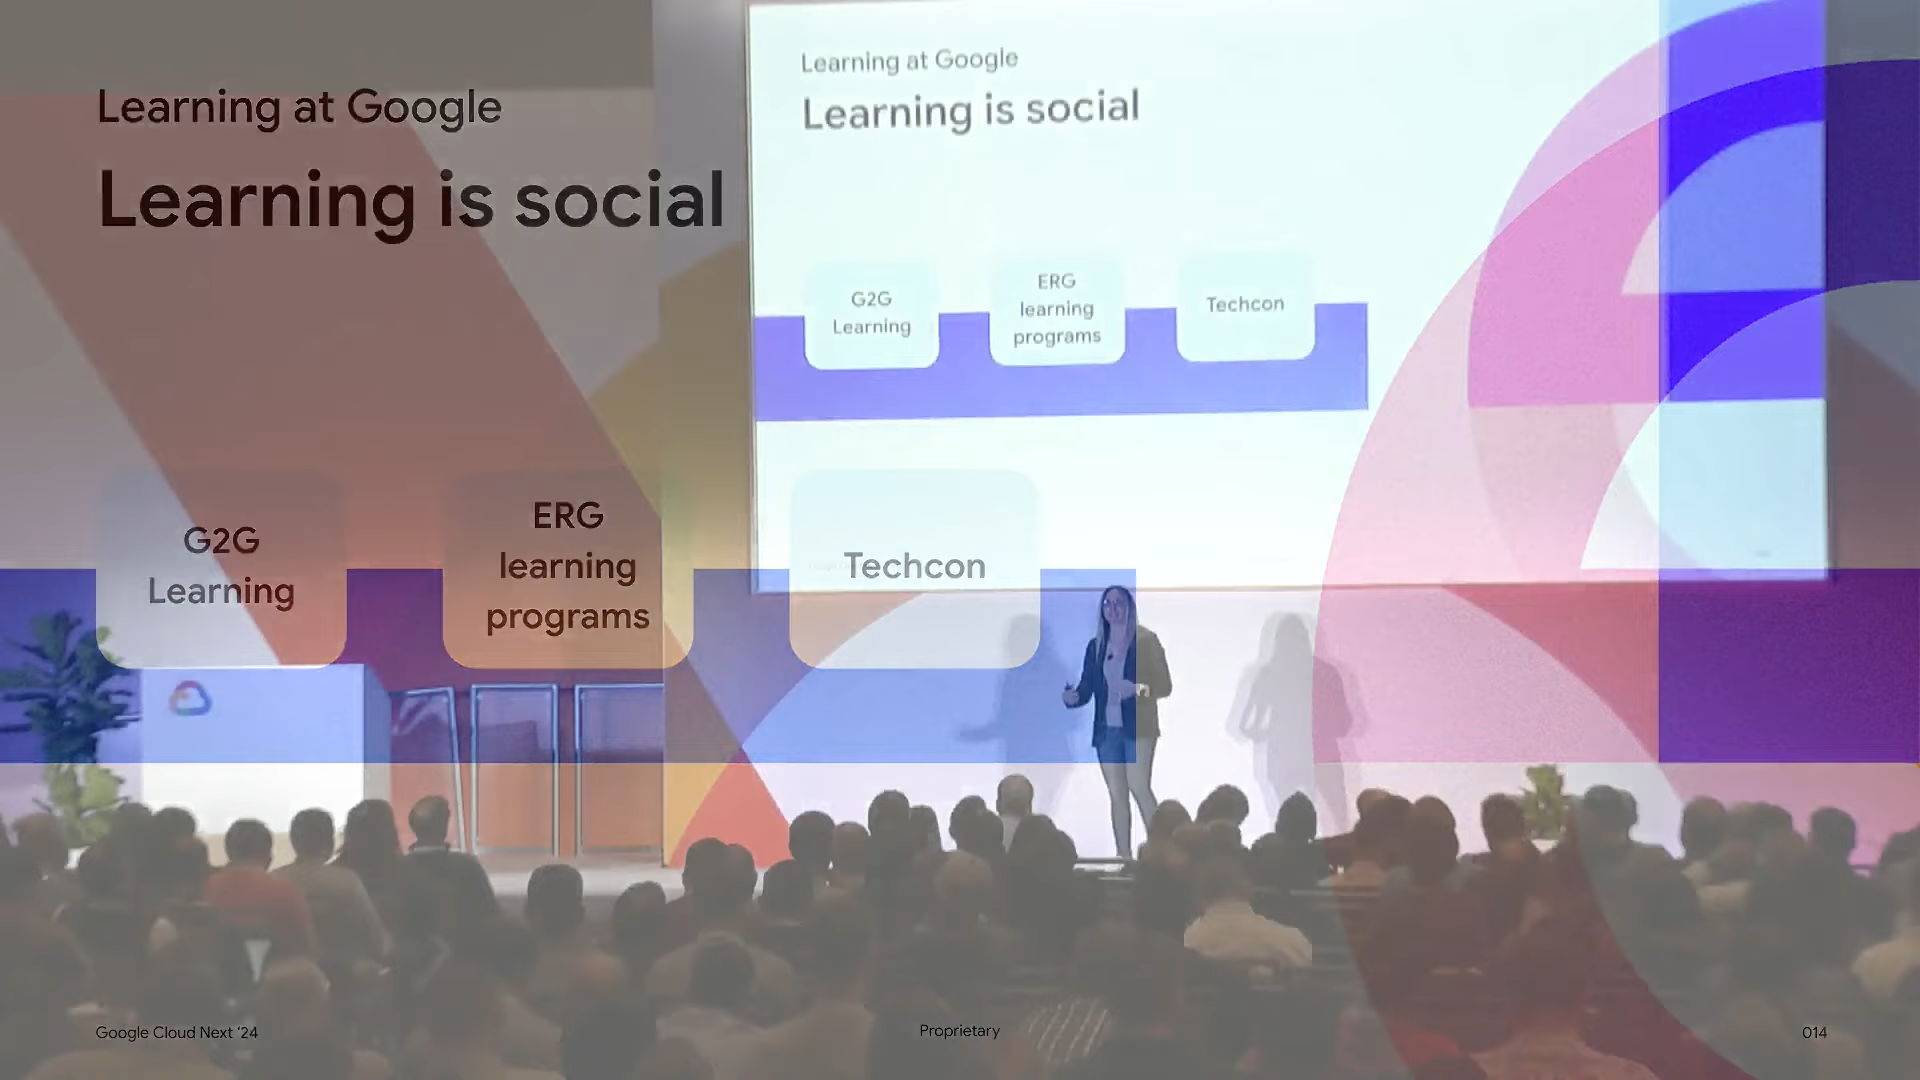 Learning at Google
Learning is social
G2G
Learning
ERG
learning
programs
Techcon
Learning at Google
Learning is social
G2G
Learning
ERG
learning
programs
Techcon
Google Cloud Next '24
Proprietary
014